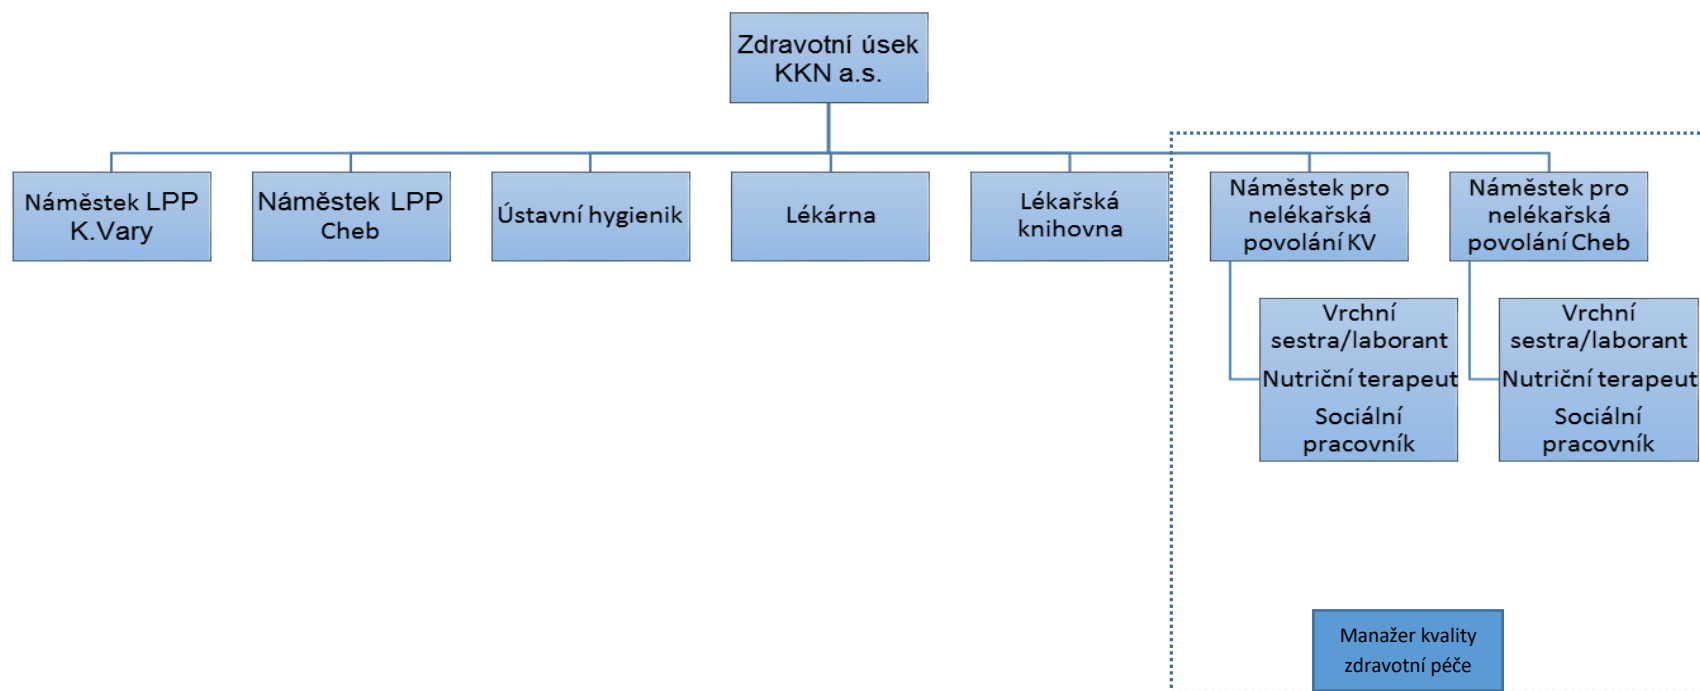 Zdravotní úsek
KKN a.s.
Náměstek LPP
K.Vary
Náměstek LPP
Cheb
Ústavní hygienik
Lékárna
Lékařská
knihovna
Náměstek pro
nelékařská
povolání KV
Náměstek pro
nelékařská
povolání Cheb
Vrchní
sestra/laborant
Nutriční terapeut
Sociální
pracovník
Vrchní
sestra/laborant
Nutriční terapeut
Sociální
pracovník
Manažer kvality
zdravotní péče